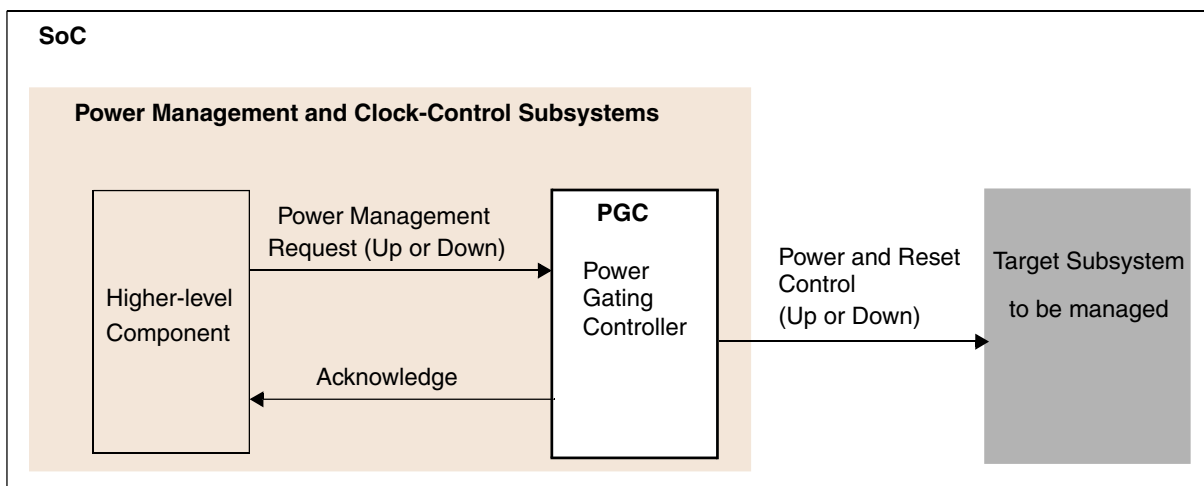 SoC
Power Management and Clock-Control Subsystems
Higher-level
Component
Power Management
Request (Up or Down)
Acknowledge
PGC
Power
Gating
Controller
Power and Reset
Control
(Up or Down)
Target Subsystem
to be managed